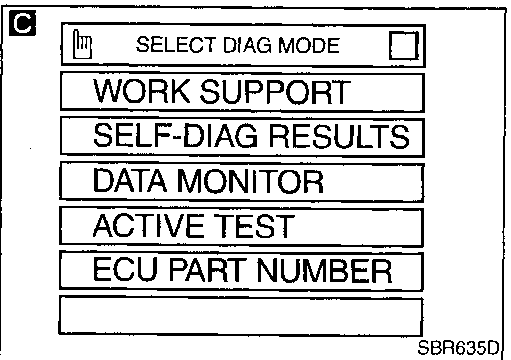 C
SELECT DIAG MODE
WORK SUPPORT
SELF-DIAG RESULTS
DATA MONITOR
ACTIVE TEST
ECU PART NUMBER
SBR635D